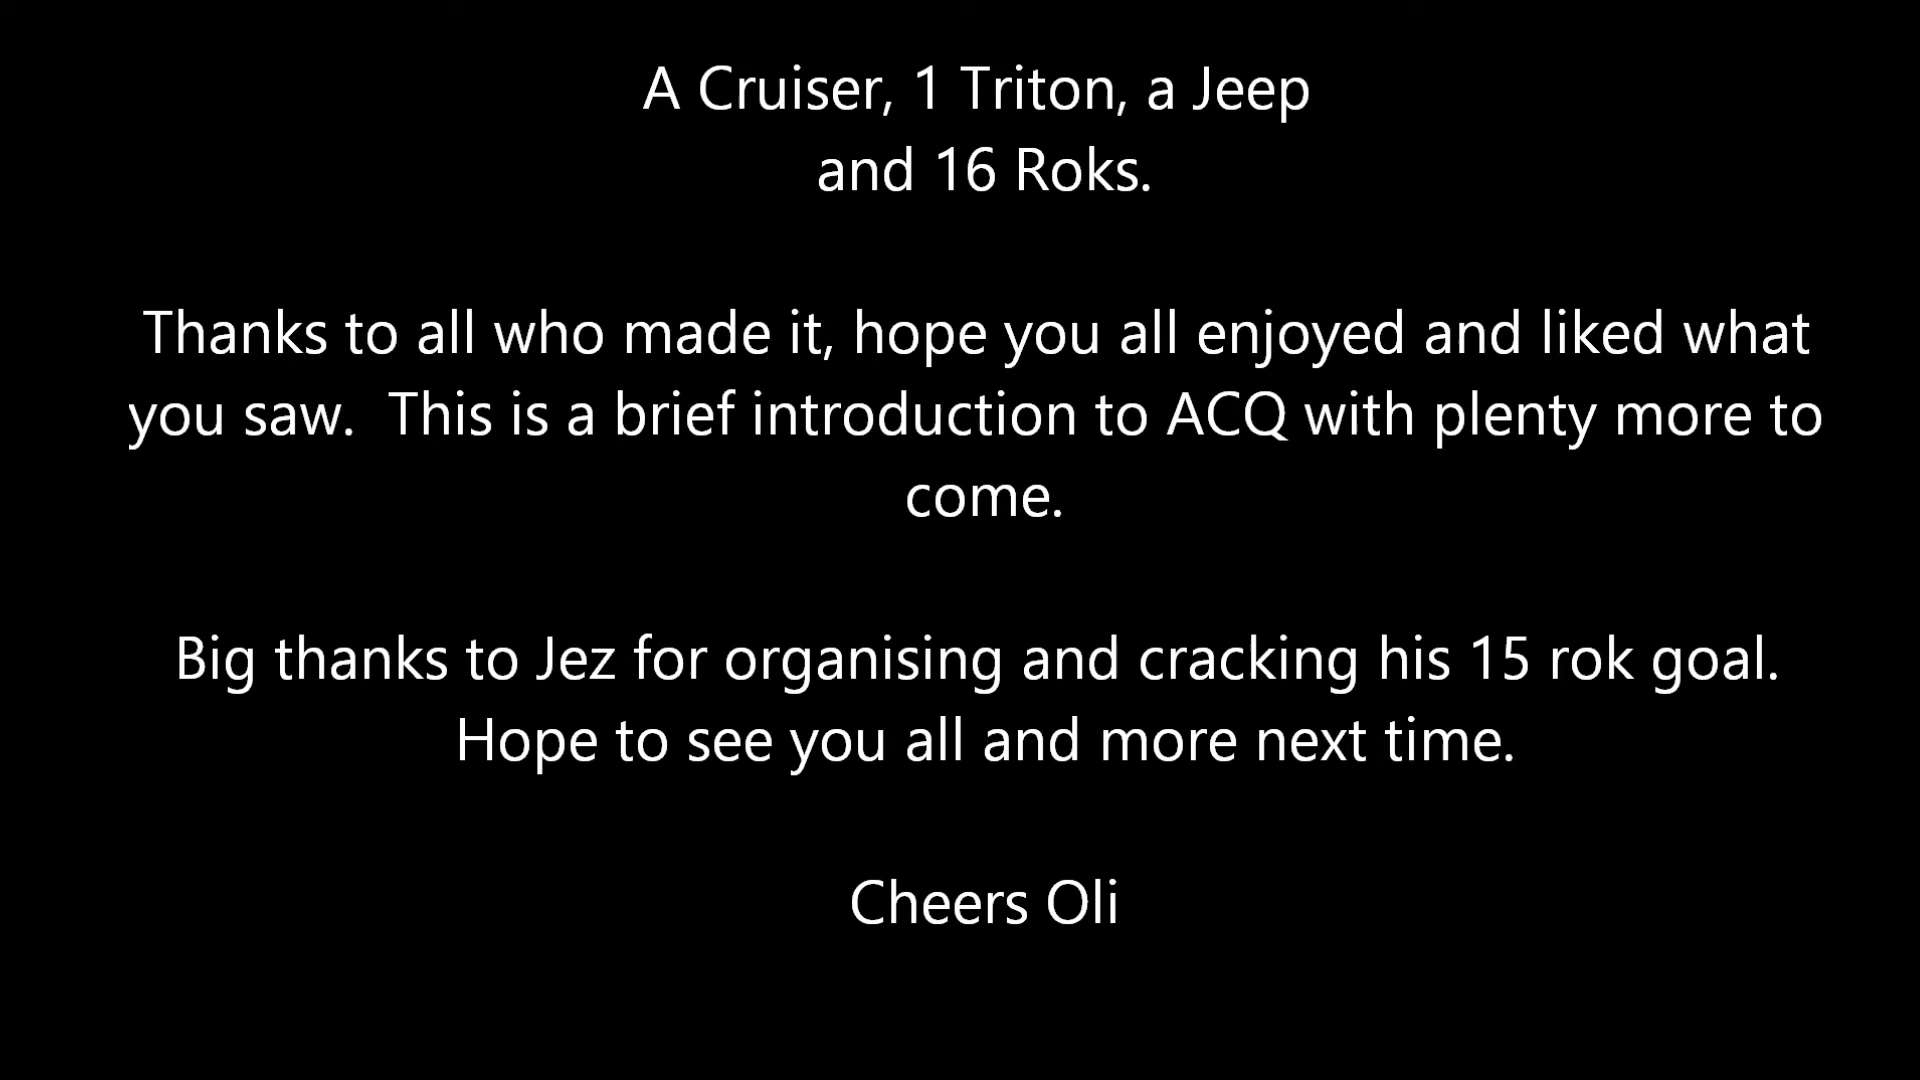 A Cruiser, 1 Triton, a Jeep
and 16 Roks.
Thanks to all who made it, hope you all enjoyed and liked what
you saw.  This is a brief introduction to ACQ with plenty more to
come.
Big thanks to Jez for organising and cracking his 15 rok goal.
Hope to see you all and more next time.
Cheers Oli